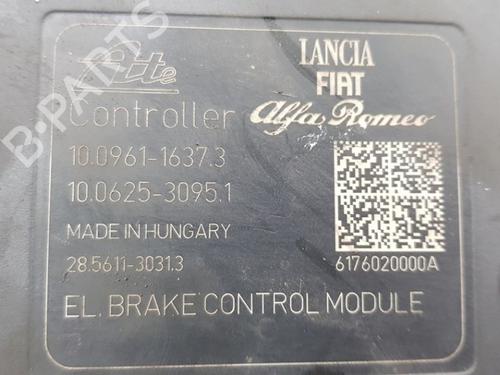 Ate
Controller
10.0961-1637.3
10.0625-3095.1
MADE IN HUNGARY
28.5611-3031.3
EL. BRAKE CONTROL MODULE
LANCIA
FIAT
Alfa Romeo
6176020000A
B-PARTS